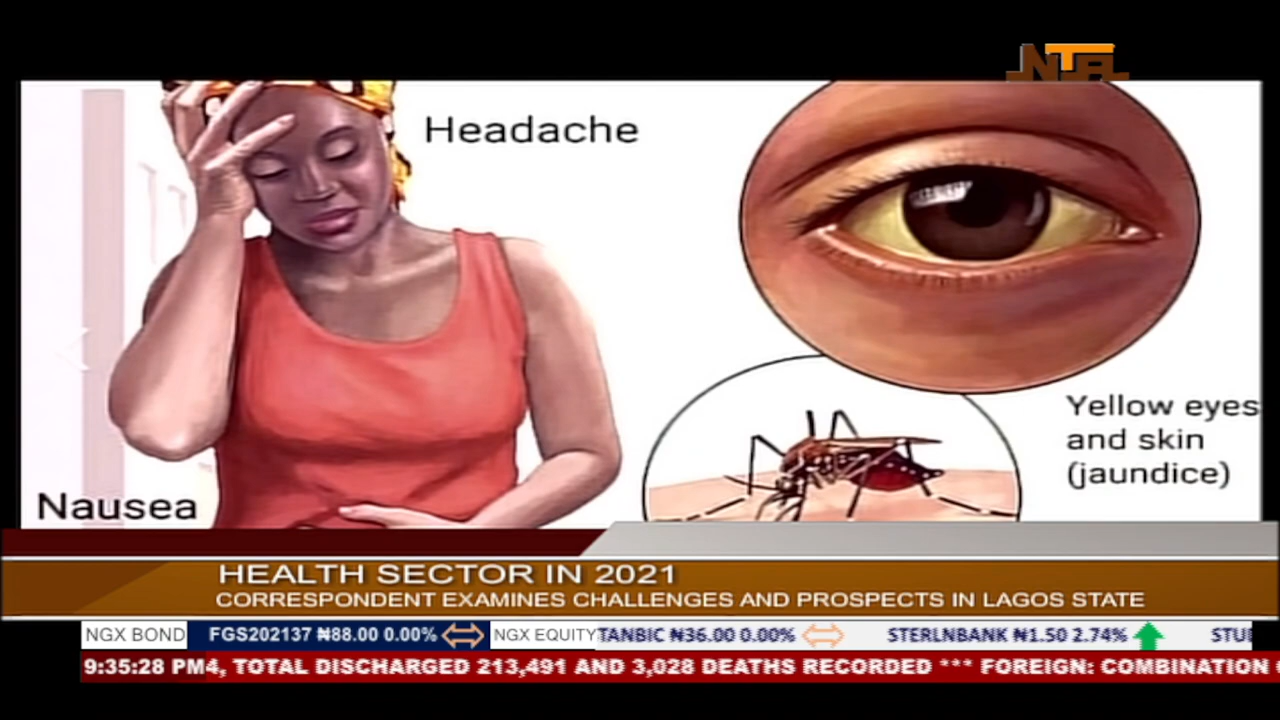 NTA
Headache
Yellow eyes
and skin
(jaundice)
Nausea
HEALTH SECTOR IN 2021
CORRESPONDENT EXAMINES CHALLENGES AND PROSPECTS IN LAGOS STATE
NGX BOND FGS202137 ₦88.00 0.00% NGX EQUITY TANBIC ₦36.00 0.00% STERLNBANK ₦1.50 2.74%
9:35:28 PM 4, TOTAL DISCHARGED 213,491 AND 3,028 DEATHS RECORDED *** FOREIGN: COMBINATION